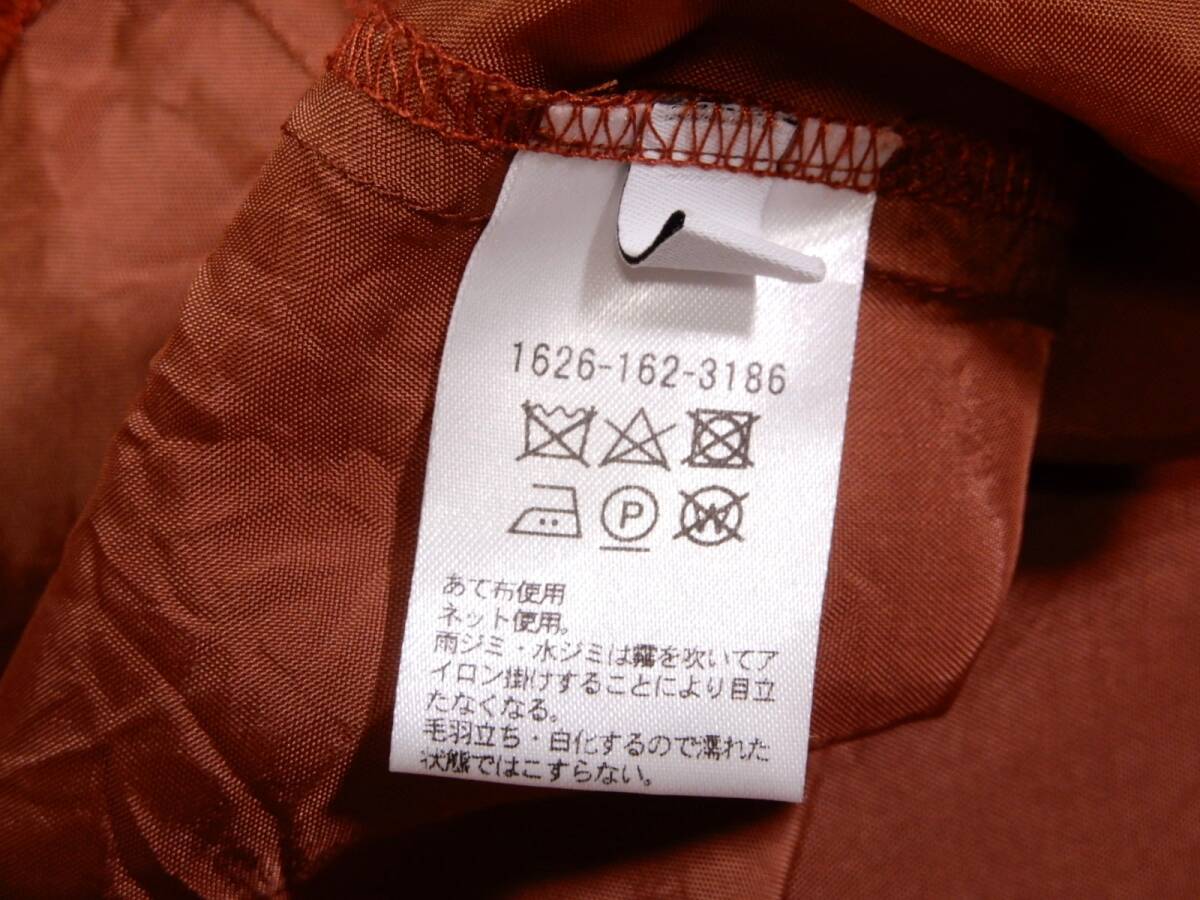 1626-162-3186
P
W
あて布使用
ネット使用。
雨ジミ・水ジミは霧を吹いてア
イロン掛けすることにより目立
たなくなる。
毛羽立ち・白化するので濡れた
状態ではこすらない。